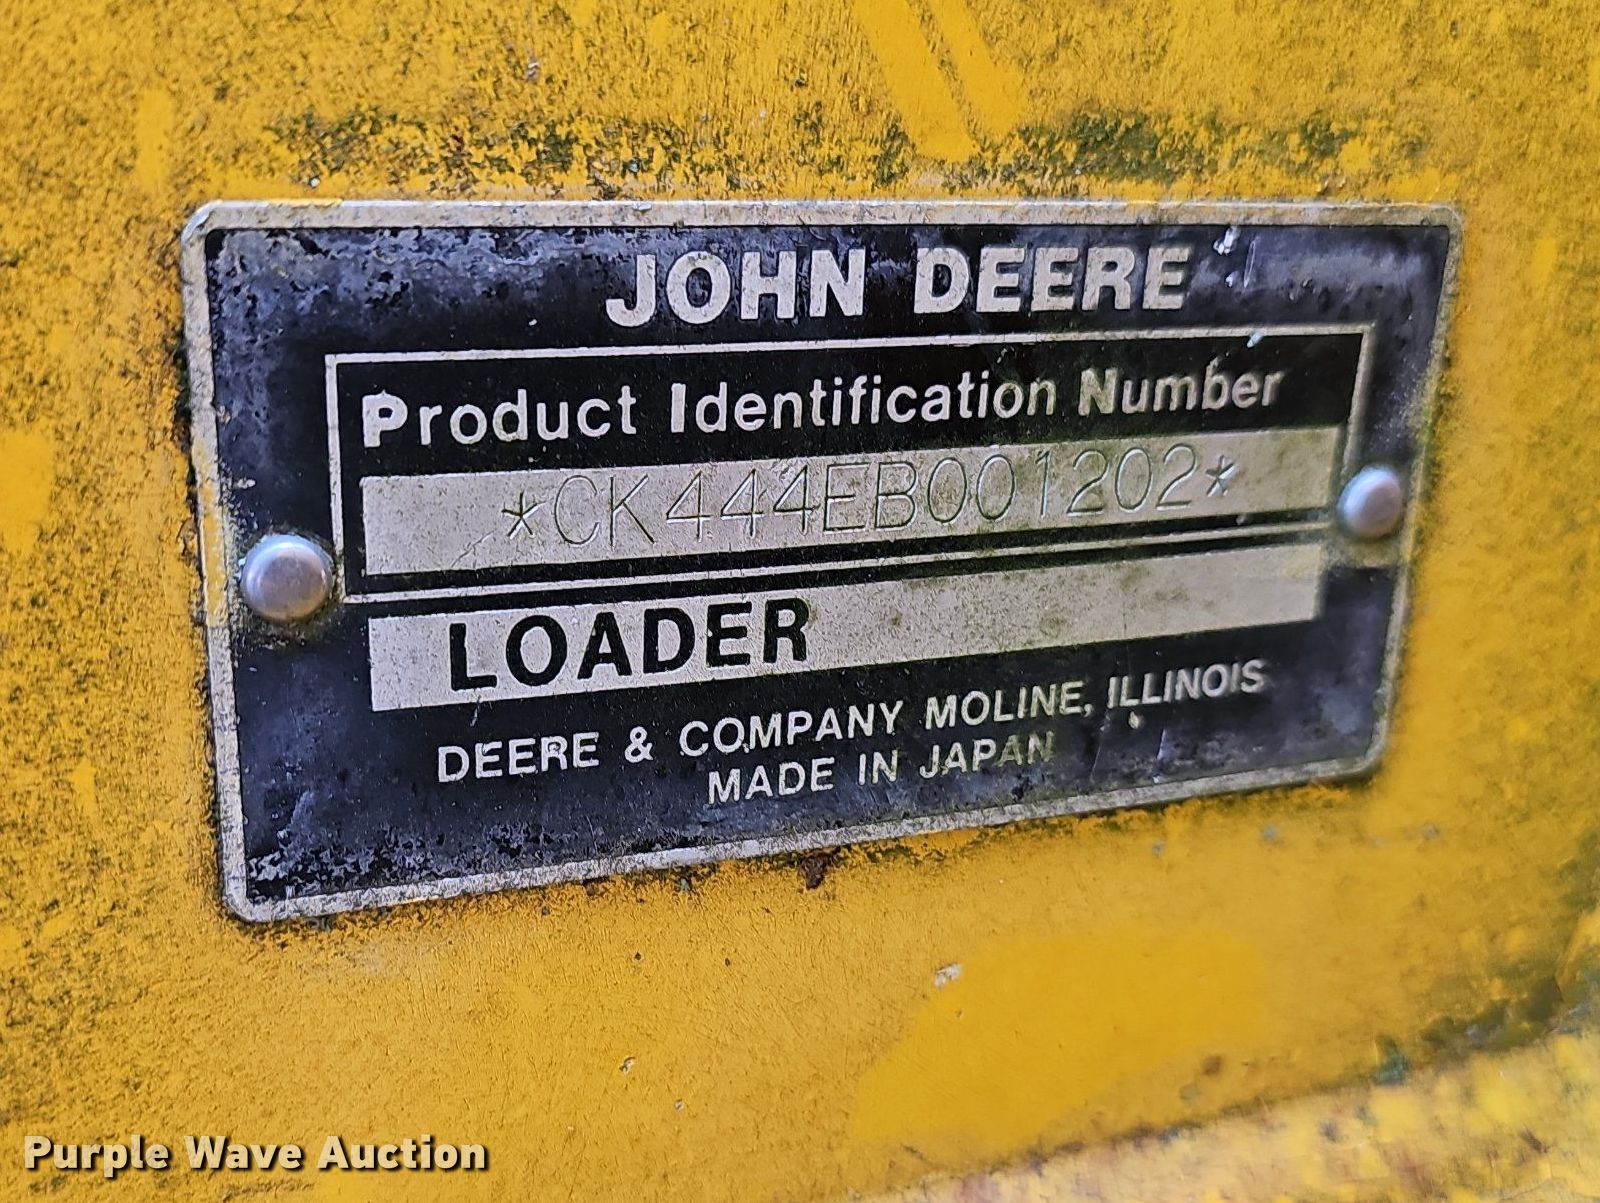 JOHN DEERE
Product Identification Number
*CK444EB001202*
LOADER
DEERE & COMPANY MOLINE, ILLINOIS
MADE IN JAPAN
Purple Wave Auction